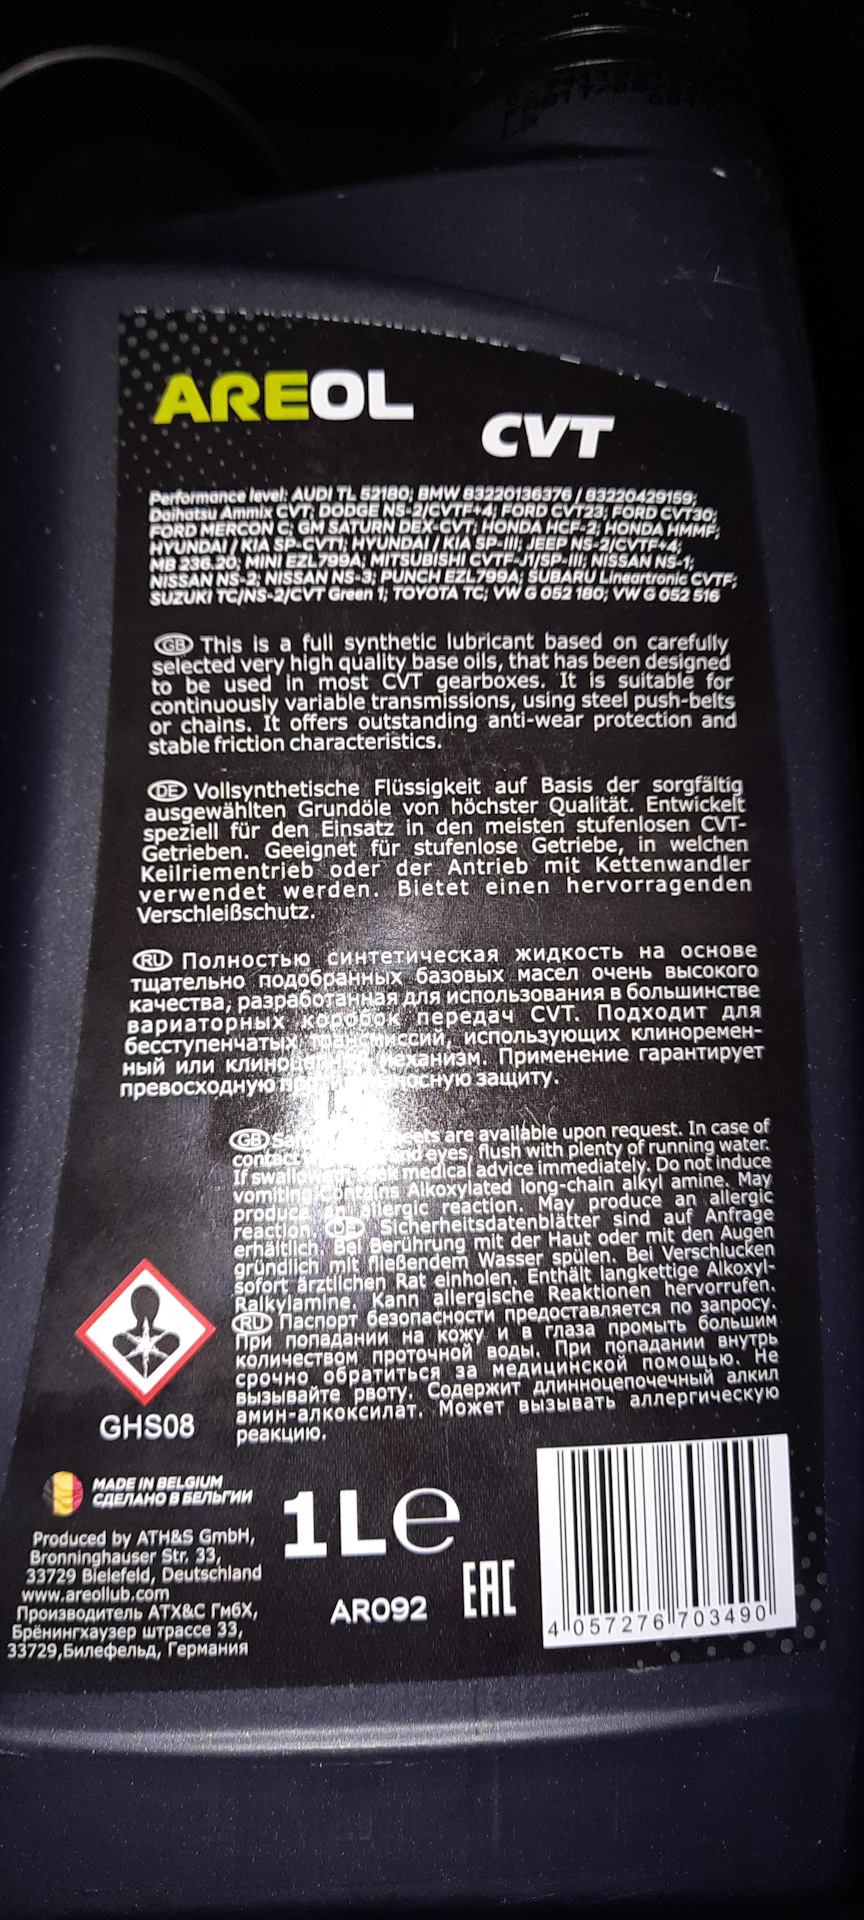 AREOL
CVT
Performance level: AUDI TL 52180; BMW 83220136376 / 83220429159;
Daihatsu Ammix CVT; DODGE NS-2/CVTF+4; FORD CVT23; FORD CVT30;
FORD MERCON C; GM SATURN DEX-CVT; HONDA HCF-2; HONDA HMMF;
HYUNDAI / KIA SP-CVT1; HYUNDAI / KIA SP-III; JEEP NS-2/CVTF+4;
MB 236.20; MINI EZL799A; MITSUBISHI CVTF-J1/SP-III; NISSAN NS-1;
NISSAN NS-2; NISSAN NS-3; PUNCH EZL799A; SUBARU Lineartronic CVTF;
SUZUKI TC/NS-2/CVT Green 1; TOYOTA TC; VW G 052 180; VW G 052 516
GB This is a full synthetic lubricant based on carefully
selected very high quality base oils, that has been designed
to be used in most CVT gearboxes. It is suitable for
continuously variable transmissions, using steel push-belts
or chains. It offers outstanding anti-wear protection and
stable friction characteristics.
DE Vollsynthetische Flüssigkeit auf Basis der sorgfältig
ausgewählten Grundöle von höchster Qualität. Entwickelt
speziell für den Einsatz in den meisten stufenlosen CVT-
Getrieben. Geeignet für stufenlose Getriebe, in welchen
Keilriementrieb oder der Antrieb mit Kettenwandler
verwendet werden. Bietet einen hervorragenden
Verschleißschutz.
RU Полностью синтетическая жидкость на основе
тщательно подобранных базовых масел очень высокого
качества, разработанная для использования в большинстве
вариаторных коробок передач CVT. Подходит для
бесступенчатых трансмиссий, использующих клиноремен-
ный или механизм. Применение гарантирует
превосходную защиту.
GB are available upon request. In case of
contact eyes, flush with plenty of running water.
If medical advice immediately. Do not induce
vomiting. Contains Alkoxylated long-chain alkyl amine. May
produce an allergic reaction. May produce an allergic
reaction. DE Sicherheitsdatenblätter sind auf Anfrage
erhältlich. Bei Berührung mit der Haut oder mit den Augen
gründlich mit fließendem Wasser spülen. Bei Verschlucken
sofort ärztlichen Rat einholen. Enthält langkettige Alkoxyl-
Ralkylamine. Kann allergische Reaktionen hervorrufen.
RU Паспорт безопасности предоставляется по запросу.
При попадании на кожу и в глаза промыть большим
количеством проточной воды. При попадании внутрь
срочно обратиться за медицинской помощью. Не
вызывайте рвоту. Содержит длинноцепочечный алкил
амин-алкоксилат. Может вызывать аллергическую
реакцию.
GHS08
MADE IN BELGIUM
СДЕЛАНО В БЕЛЬГИИ
Produced by ATH&S GmbH,
Bronninghauser Str. 33,
33729 Bielefeld, Deutschland
www.areollub.com
Производитель АТХ&С ГмбХ,
Брёнингхаузер штрассе 33,
33729,Билефельд, Германия
1L e
AR092
EAC
4 057276 703490